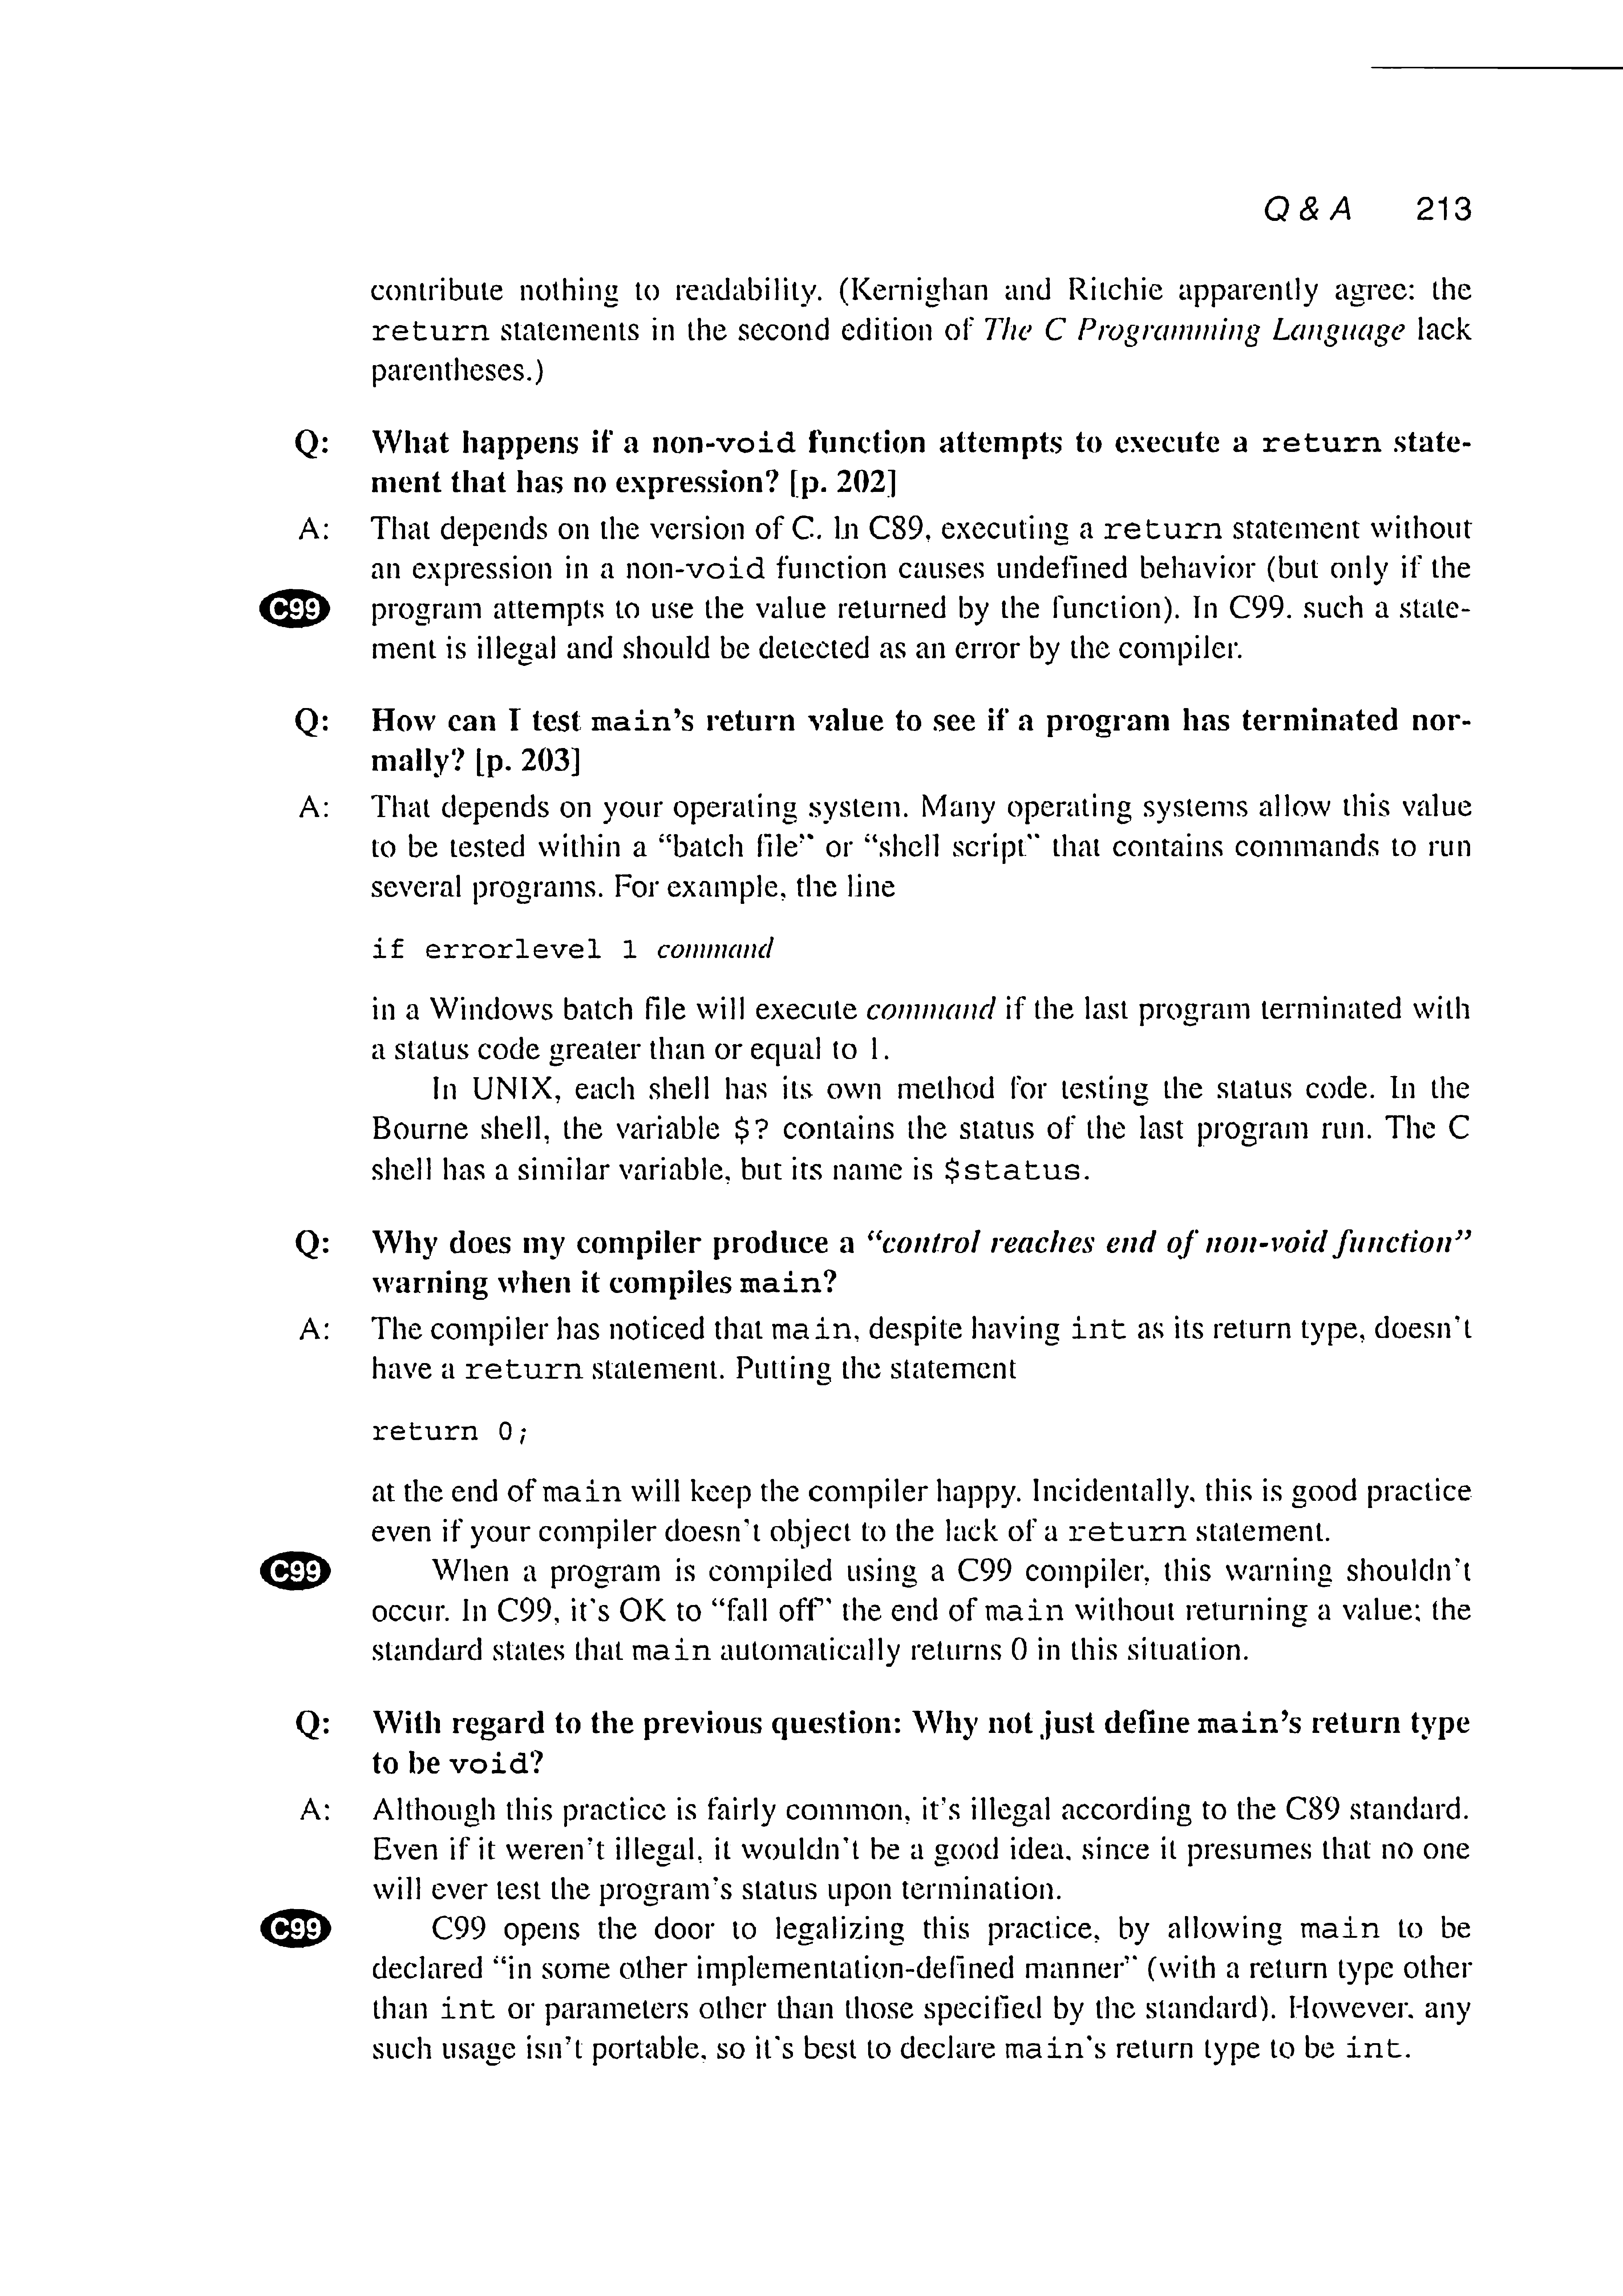 Q & A 213
contribute nothing to readability. (Kernighan and Ritchie apparently agree: the
return statements in the second edition of The C Programming Language lack
parentheses.)
Q: What happens if a non-void function attempts to execute a return state-
ment that has no expression? [p. 202]
A: That depends on the version of C. In C89, executing a return statement without
an expression in a non-void function causes undefined behavior (but only if the
C99 program attempts to use the value returned by the function). In C99, such a state-
ment is illegal and should be detected as an error by the compiler.
Q: How can I test main's return value to see if a program has terminated nor-
mally? [p. 203]
A: That depends on your operating system. Many operating systems allow this value
to be tested within a “batch file” or “shell script” that contains commands to run
several programs. For example, the line
if errorlevel 1 command
in a Windows batch file will execute command if the last program terminated with
a status code greater than or equal to 1.
In UNIX, each shell has its own method for testing the status code. In the
Bourne shell, the variable $? contains the status of the last program run. The C
shell has a similar variable, but its name is $status.
Q: Why does my compiler produce a “control reaches end of non-void function”
warning when it compiles main?
A: The compiler has noticed that main, despite having int as its return type, doesn't
have a return statement. Putting the statement
return 0;
at the end of main will keep the compiler happy. Incidentally, this is good practice
even if your compiler doesn't object to the lack of a return statement.
C99 When a program is compiled using a C99 compiler, this warning shouldn't
occur. In C99, it's OK to “fall off” the end of main without returning a value; the
standard states that main automatically returns 0 in this situation.
Q: With regard to the previous question: Why not just define main's return type
to be void?
A: Although this practice is fairly common, it's illegal according to the C89 standard.
Even if it weren't illegal, it wouldn't be a good idea, since it presumes that no one
will ever test the program's status upon termination.
C99 C99 opens the door to legalizing this practice, by allowing main to be
declared “in some other implementation-defined manner” (with a return type other
than int or parameters other than those specified by the standard). However, any
such usage isn't portable, so it's best to declare main's return type to be int.